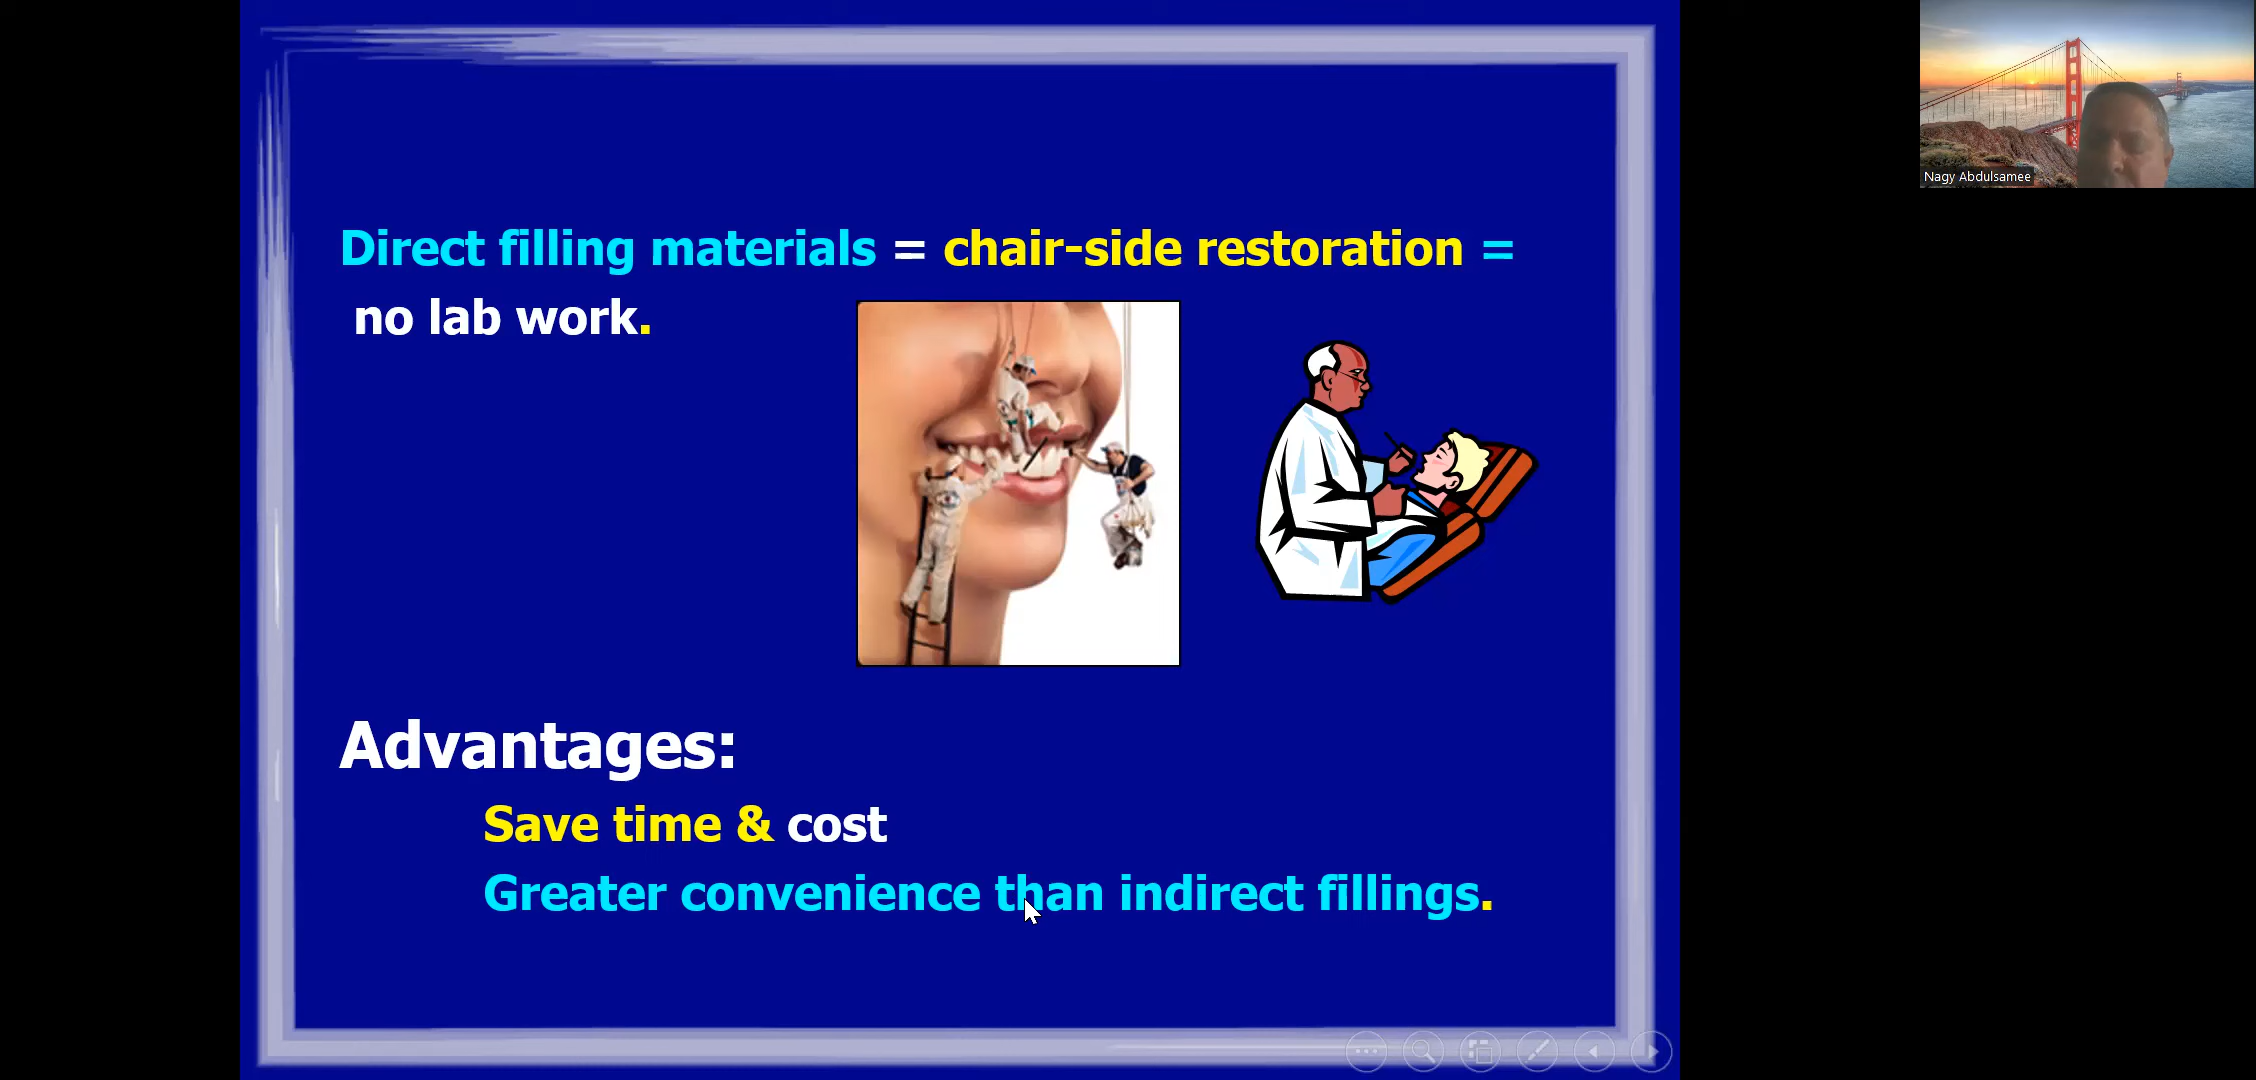 Nagy Abdulsamee
Direct filling materials = chair-side restoration =
no lab work.
Advantages:
Save time & cost
Greater convenience than indirect fillings.